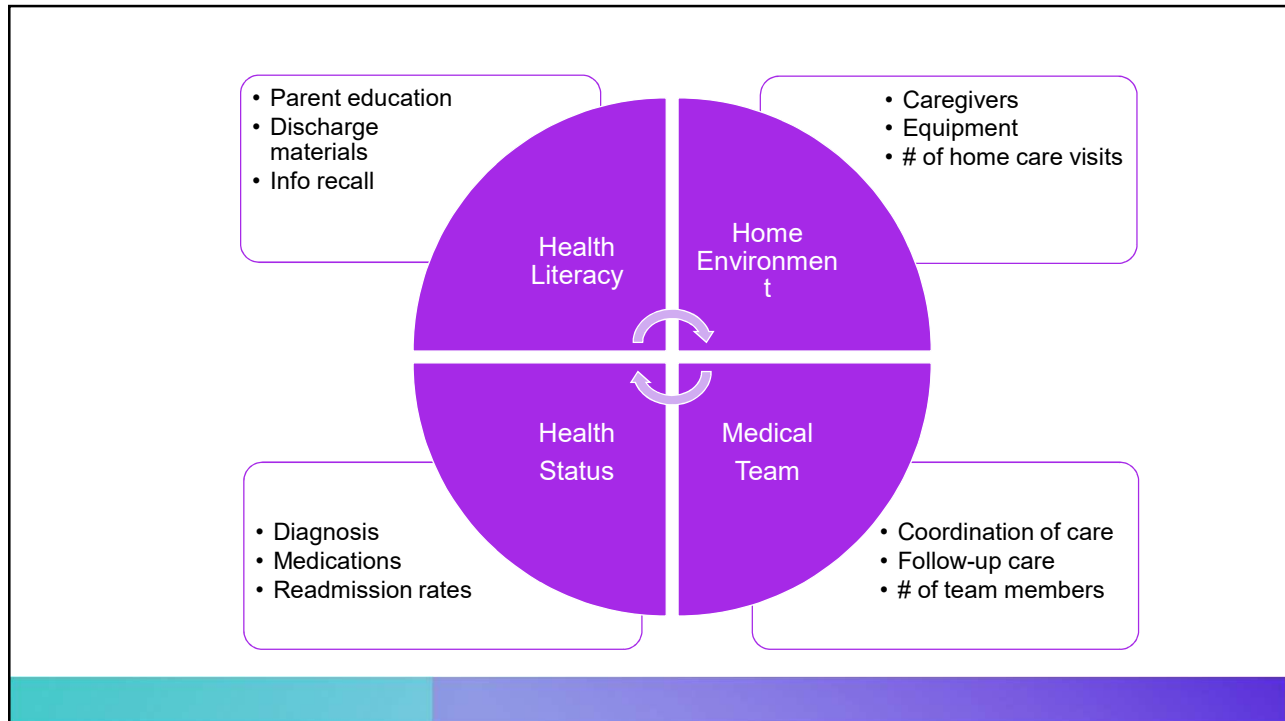 • Parent education
• Discharge
materials
• Info recall
• Caregivers
• Equipment
• # of home care visits
Health
Literacy
Home
Environmen
t
Health
Status
Medical
Team
• Diagnosis
• Medications
• Readmission rates
• Coordination of care
• Follow-up care
• # of team members